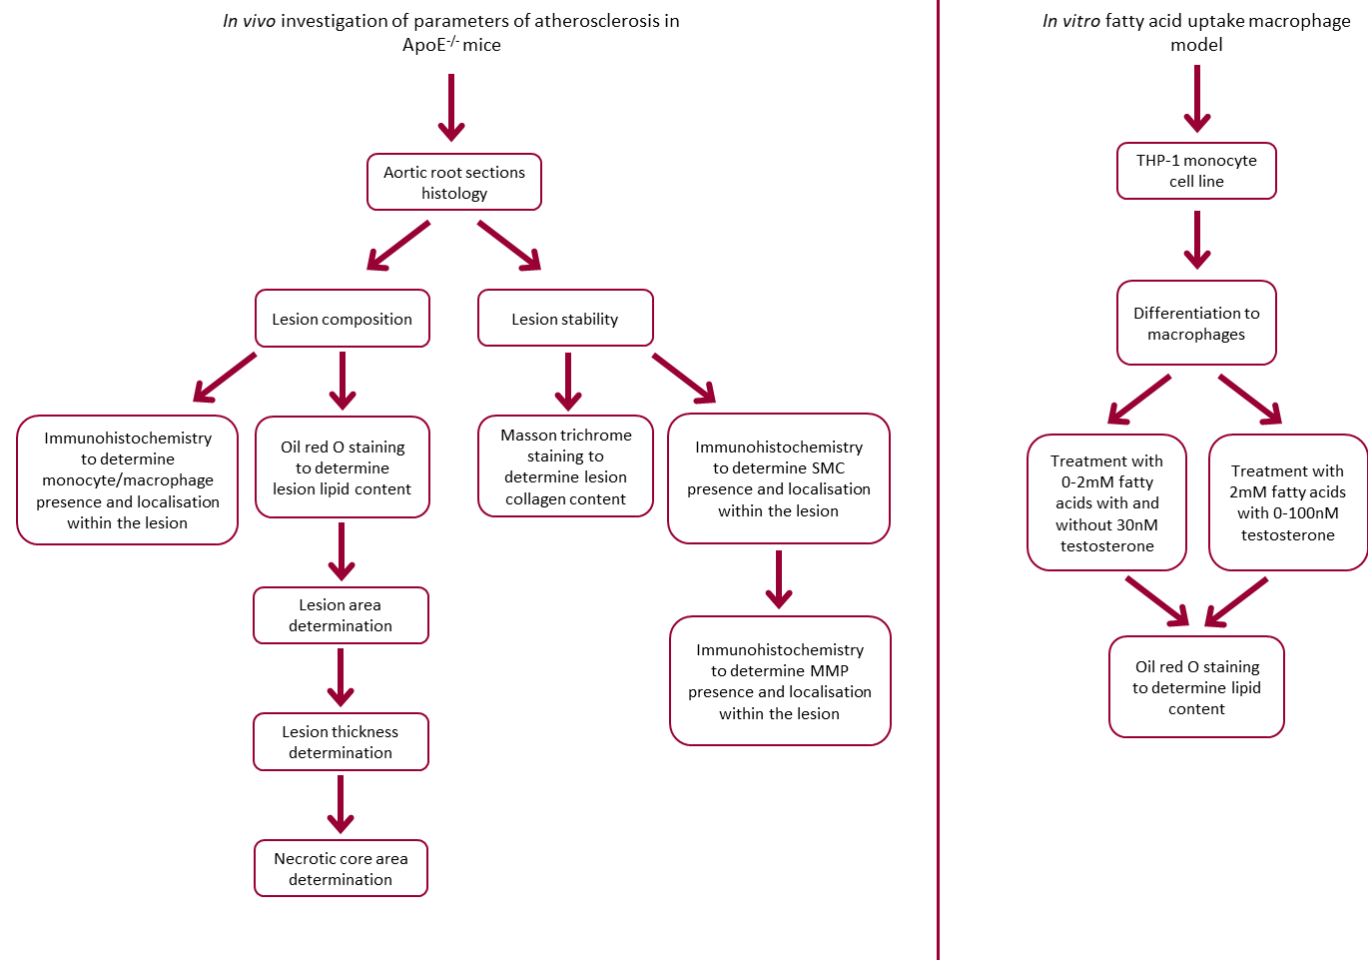 In vivo investigation of parameters of atherosclerosis in
ApoE-/- mice
Aortic root sections
histology
Lesion composition
Lesion stability
Immunohistochemistry
to determine
monocyte/macrophage
presence and localisation
within the lesion
Oil red O staining
to determine
lesion lipid content
Masson trichrome
staining to
determine lesion
collagen content
Immunohistochemistry
to determine SMC
presence and localisation
within the lesion
Lesion area
determination
Immunohistochemistry
to determine MMP
presence and localisation
within the lesion
Lesion thickness
determination
Necrotic core area
determination
In vitro fatty acid uptake macrophage
model
THP-1 monocyte
cell line
Differentiation to
macrophages
Treatment with
0-2mM fatty
acids with and
without 30nM
testosterone
Treatment with
2mM fatty acids
with 0-100nM
testosterone
Oil red O staining
to determine lipid
content